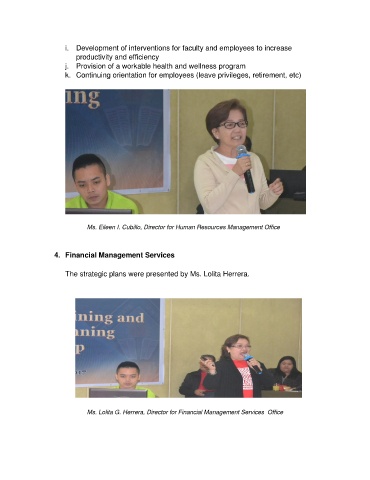 i. Development of interventions for faculty and employees to increase
productivity and efficiency
j. Provision of a workable health and wellness program
k. Continuing orientation for employees (leave privileges, retirement, etc)
ing
Ms. Eileen I. Cubillo, Director for Human Resources Management Office
4. Financial Management Services
The strategic plans were presented by Ms. Lolita Herrera.
ning and
nning
p
Ms. Lolita G. Herrera, Director for Financial Management Services Office